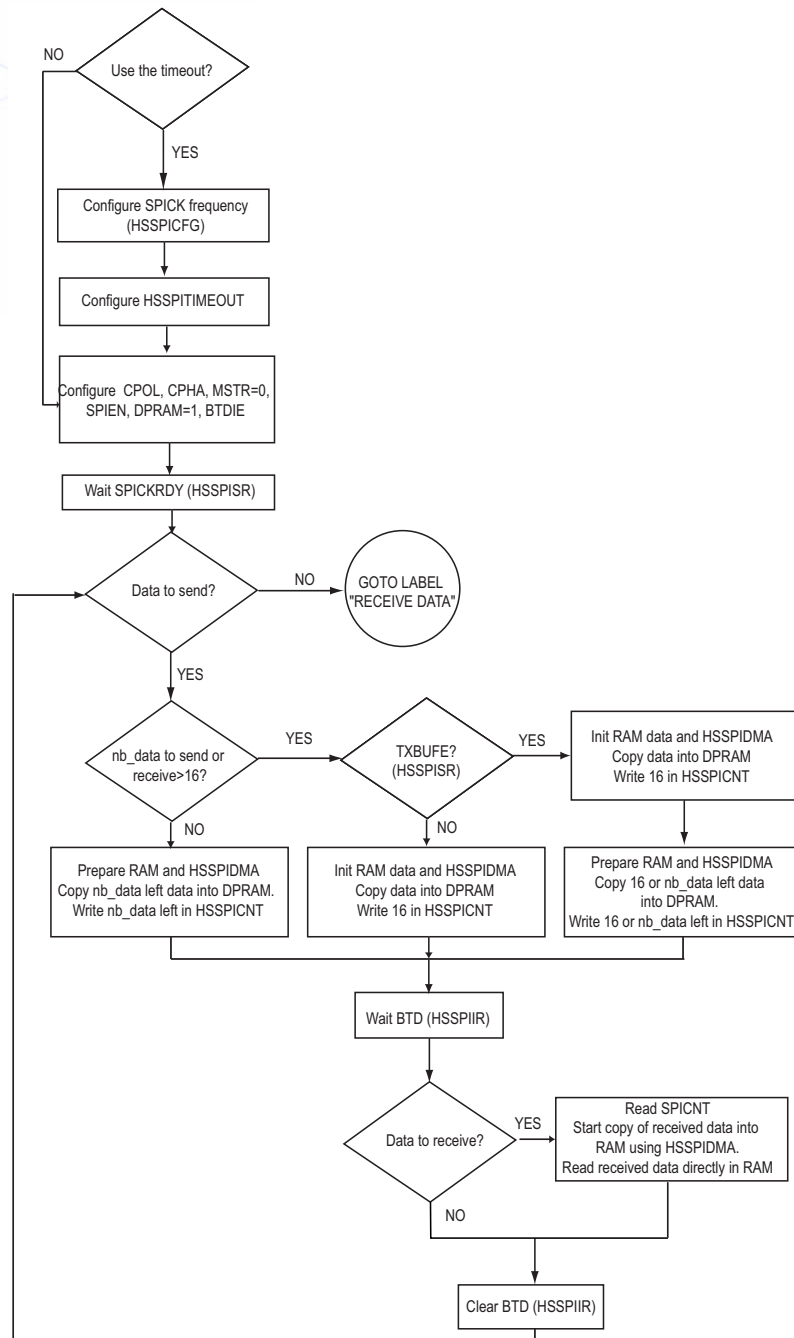 NO
Use the timeout?
YES
Configure SPICK frequency
(HSSPICFG)
Configure HSSPITIMEOUT
Configure CPOL, CPHA, MSTR=0,
SPIEN, DPRAM=1, BTDIE
Wait SPICKRDY (HSSPISR)
Data to send?
NO
GOTO LABEL
"RECEIVE DATA"
YES
nb_data to send or
receive>16?
YES
TXBUFE?
(HSSPISR)
YES
Init RAM data and HSSPIDMA
Copy data into DPRAM
Write 16 in HSSPICNT
NO
NO
Prepare RAM and HSSPIDMA
Copy nb_data left data into DPRAM.
Write nb_data left in HSSPICNT
Init RAM data and HSSPIDMA
Copy data into DPRAM
Write 16 in HSSPICNT
Prepare RAM and HSSPIDMA
Copy 16 or nb_data left data
into DPRAM.
Write 16 or nb_data left in HSSPICNT
Wait BTD (HSSPIIR)
Data to receive?
YES
Read SPICNT
Start copy of received data into
RAM using HSSPIDMA.
Read received data directly in RAM
NO
Clear BTD (HSSPIIR)